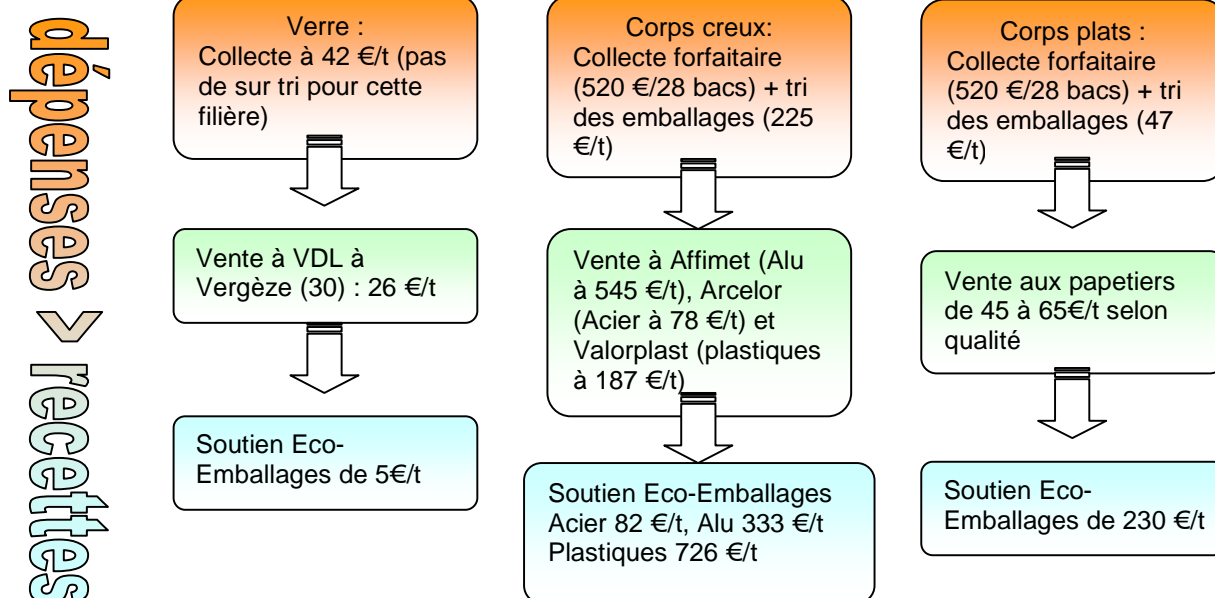 dépenses > recettes
Verre :
Collecte à 42 €/t (pas
de sur tri pour cette
filière)
Vente à VDL à
Vergèze (30) : 26 €/t
Soutien Eco-
Emballages de 5€/t
Corps creux:
Collecte forfaitaire
(520 €/28 bacs) + tri
des emballages (225
€/t)
Vente à Affimet (Alu
à 545 €/t), Arcelor
(Acier à 78 €/t) et
Valorplast (plastiques
à 187 €/t)
Soutien Eco-Emballages
Acier 82 €/t, Alu 333 €/t
Plastiques 726 €/t
Corps plats :
Collecte forfaitaire
(520 €/28 bacs) + tri
des emballages (47
€/t)
Vente aux papetiers
de 45 à 65€/t selon
qualité
Soutien Eco-
Emballages de 230 €/t